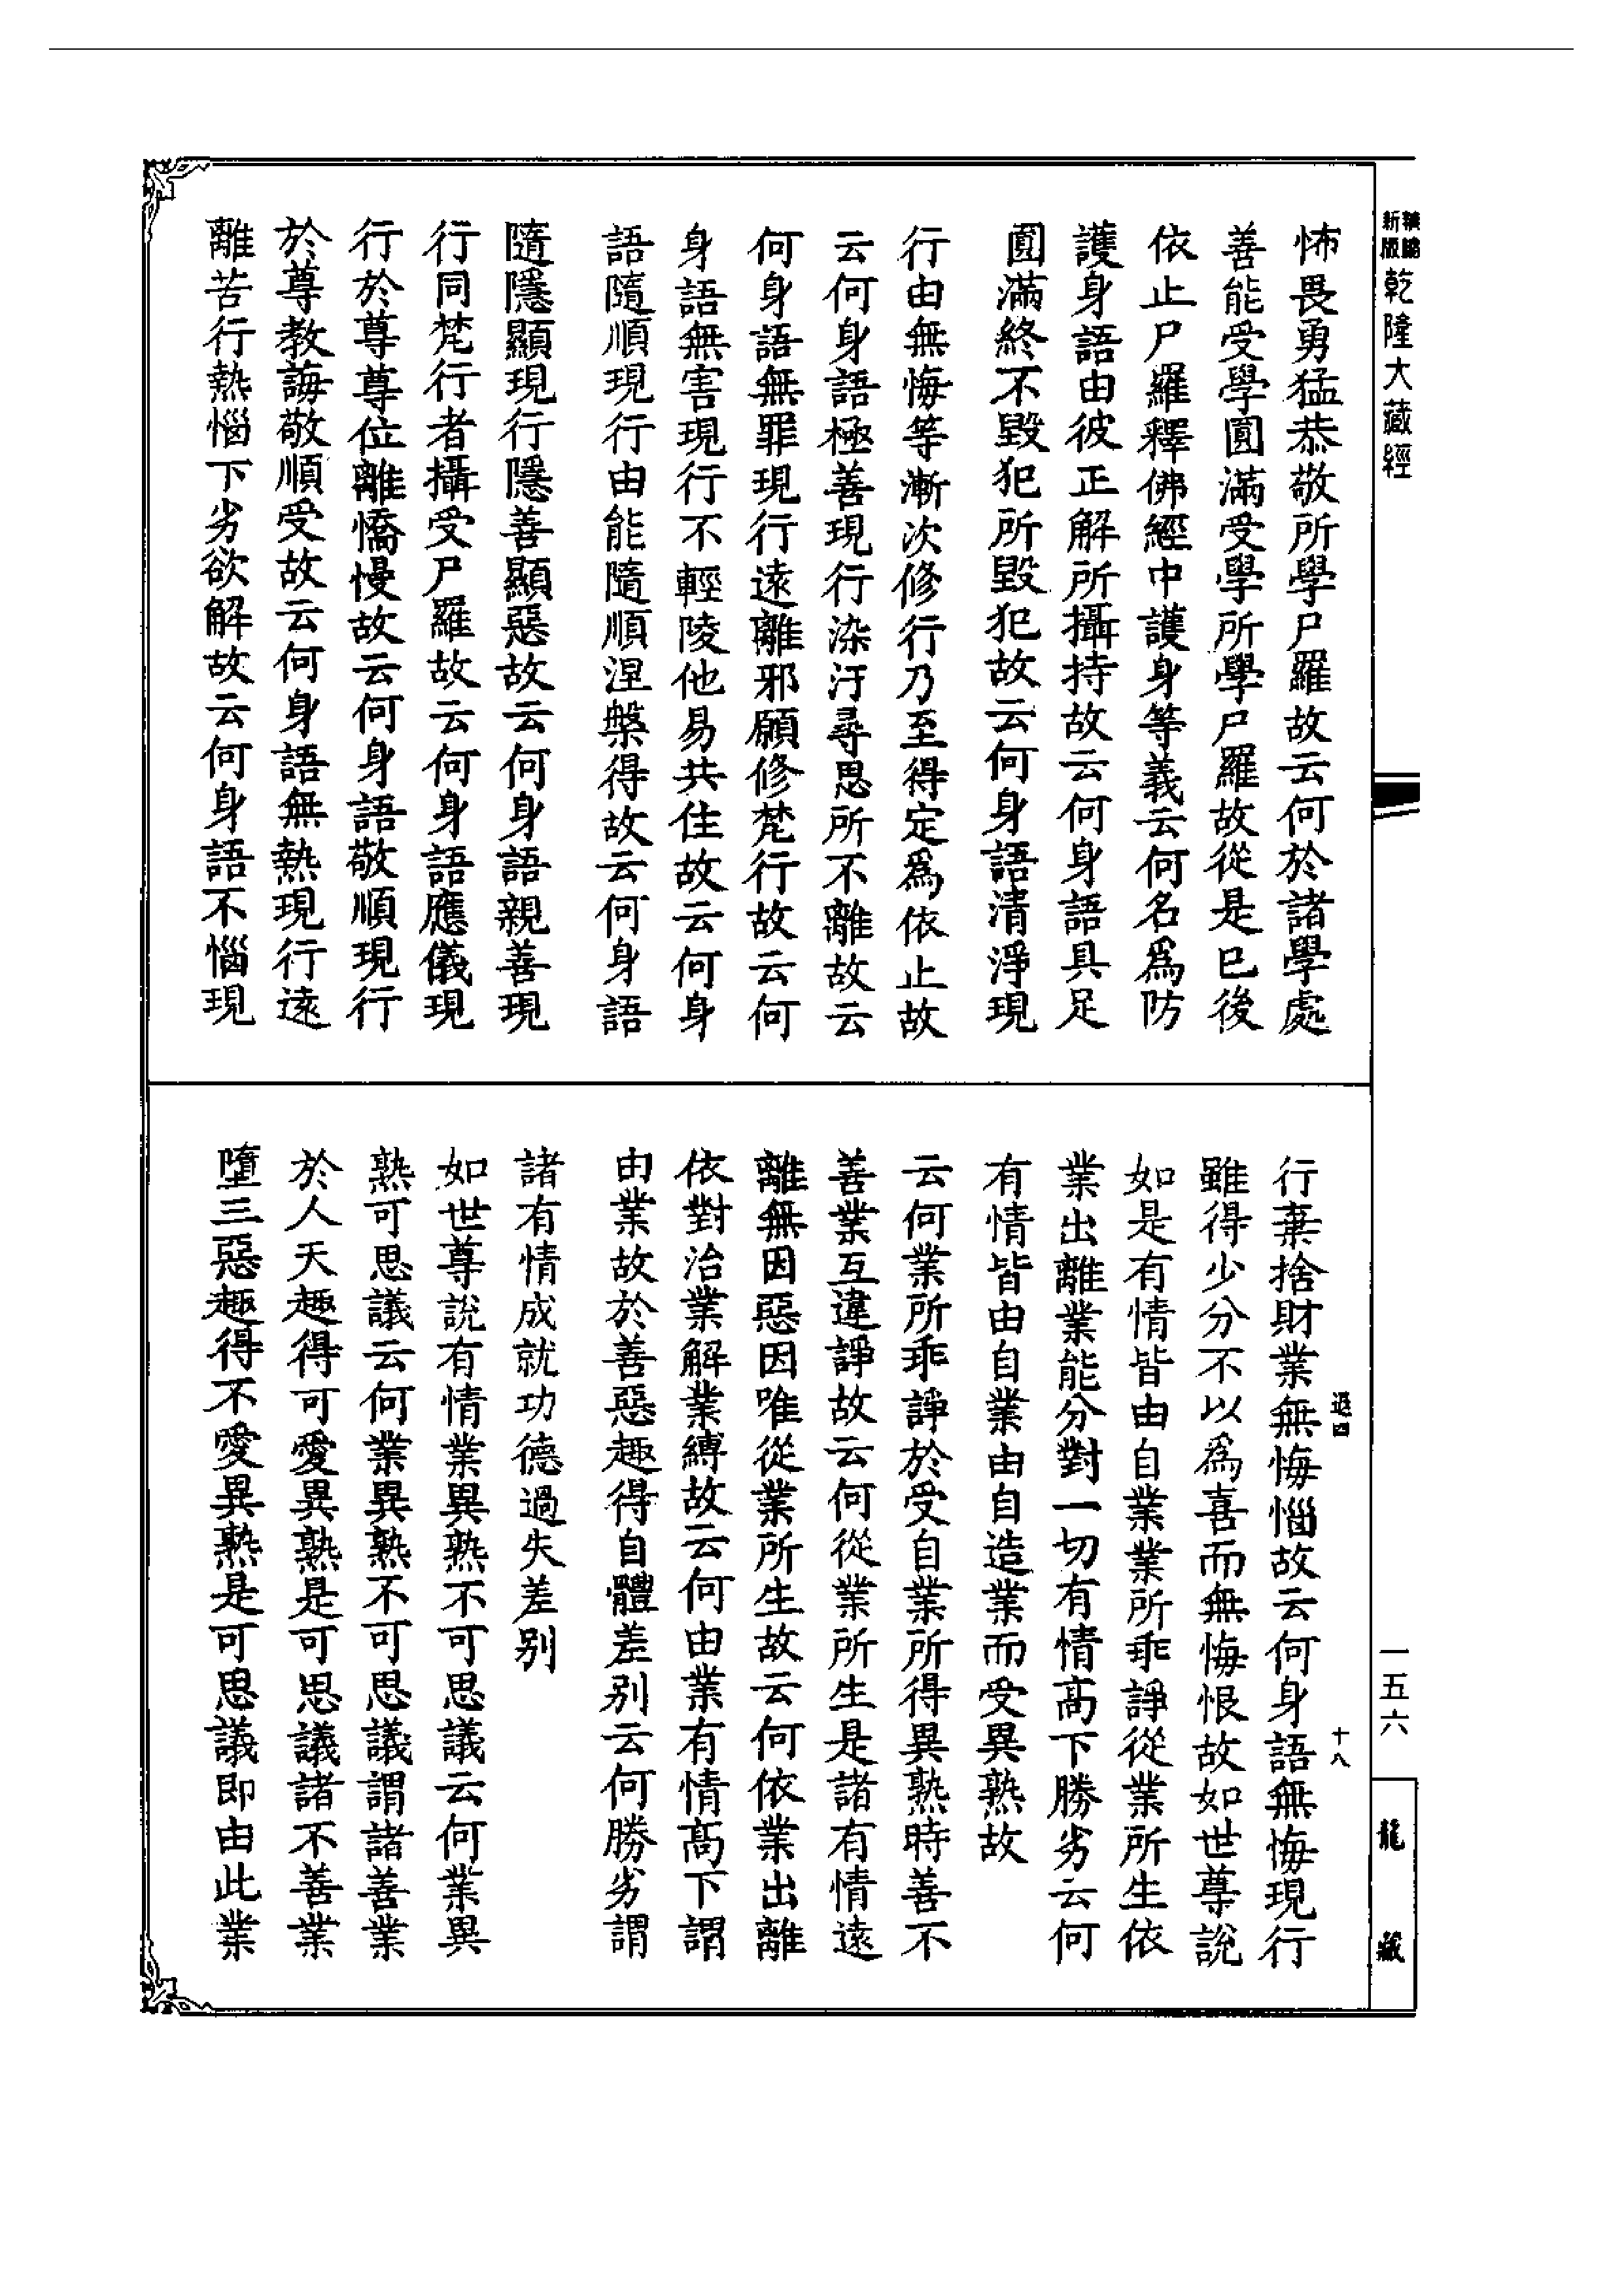 新版
乾隆大藏經
怖畏勇猛恭敬所學尸羅故云何於諸學處
善能受學圓滿受學所學尸羅故從是已後
依止尸羅釋佛經中護身等義云何名爲防
護身語由彼正解所攝持故云何身語具足
圓滿終不毀犯所毀犯故云何身語清淨現
行由無悔等漸次修行乃至得定爲依止故
云何身語極善現行染汙尋思所不離故云
何身語無罪現行遠離邪願修梵行故云何
身語無害現行不輕陵他易共住故云何身
語隨順現行由能隨順涅槃得故云何身語
隨隱顯現行隱善顯惡故云何身語親善現
行同梵行者攝受尸羅故云何身語應儀現
行於尊尊位離憍慢故云何身語敬順現行
於尊教誨敬順受故云何身語無熱現行遠
離苦行熱惱下劣欲解故云何身語不惱現
退四
十八
行棄捨財業無悔惱故云何身語無悔現行
雖得少分不以爲喜而無悔恨故如世尊說
如是有情皆由自業業所乖諍從業所生依
業出離業能分對一切有情高下勝劣云何
有情皆由自業由自造業而受異熟故
云何業所乖諍於受自業所得異熟時善不
善業互違諍故云何從業所生是諸有情遠
離無因惡因唯從業所生故云何依業出離
依對治業解業縛故云何由業有情高下謂
由業故於善惡趣得自體差別云何勝劣謂
諸有情成就功德過失差別
如世尊說有情業異熟不可思議云何業異
熟可思議云何業異熟不可思議謂諸善業
於人天趣得可愛異熟是可思議諸不善業
墮三惡趣得不愛異熟是可思議即由此業
一五六
龍藏